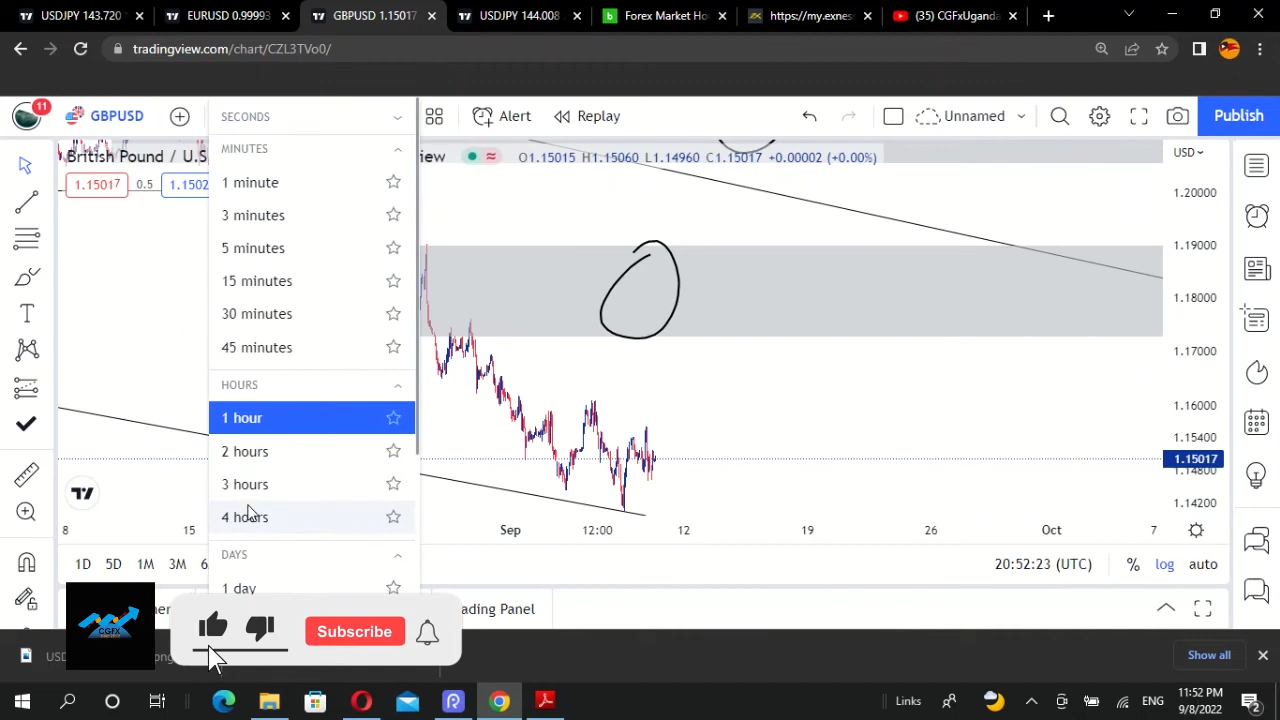 USDJPY 143.720
EURUSD 0.99993
GBPUSD 1.15017
USDJPY 144.008
Forex Market Ho
https://my.exnes
(35) CGFxUganda
tradingview.com/chart/CZL3TVo0/
11
GBPUSD
Alert
Replay
Unnamed
Publish
British Pound / U.S
O1.15015 H1.15060 L1.14960 C1.15017 +0.00002 (+0.00%)
USD
1.15017
0.5
1.1502
SECONDS
MINUTES
1 minute
3 minutes
5 minutes
15 minutes
30 minutes
45 minutes
HOURS
1 hour
2 hours
3 hours
4 hours
DAYS
1 day
1.20000
1.19000
1.18000
1.17000
1.16000
1.15400
1.15017
1.14800
1.14200
8
15
Sep
12:00
12
19
26
Oct
7
1D
5D
1M
3M
20:52:23 (UTC)
%
log
auto
ading Panel
CGFX
Subscribe
Show all
Links
ENG
11:52 PM
9/8/2022
2